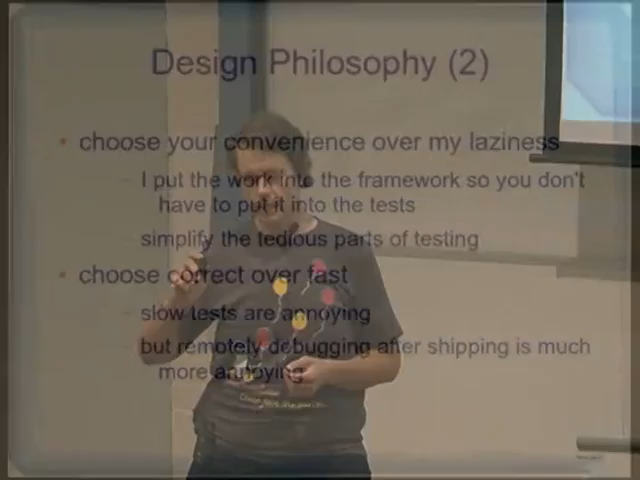 Design Philosophy (2)
• choose your convenience over my laziness
– I put the work into the framework so you don't
have to put it into the tests
– simplify the tedious parts of testing
• choose correct over fast
– slow tests are annoying
– but remotely debugging after shipping is much
more annoying